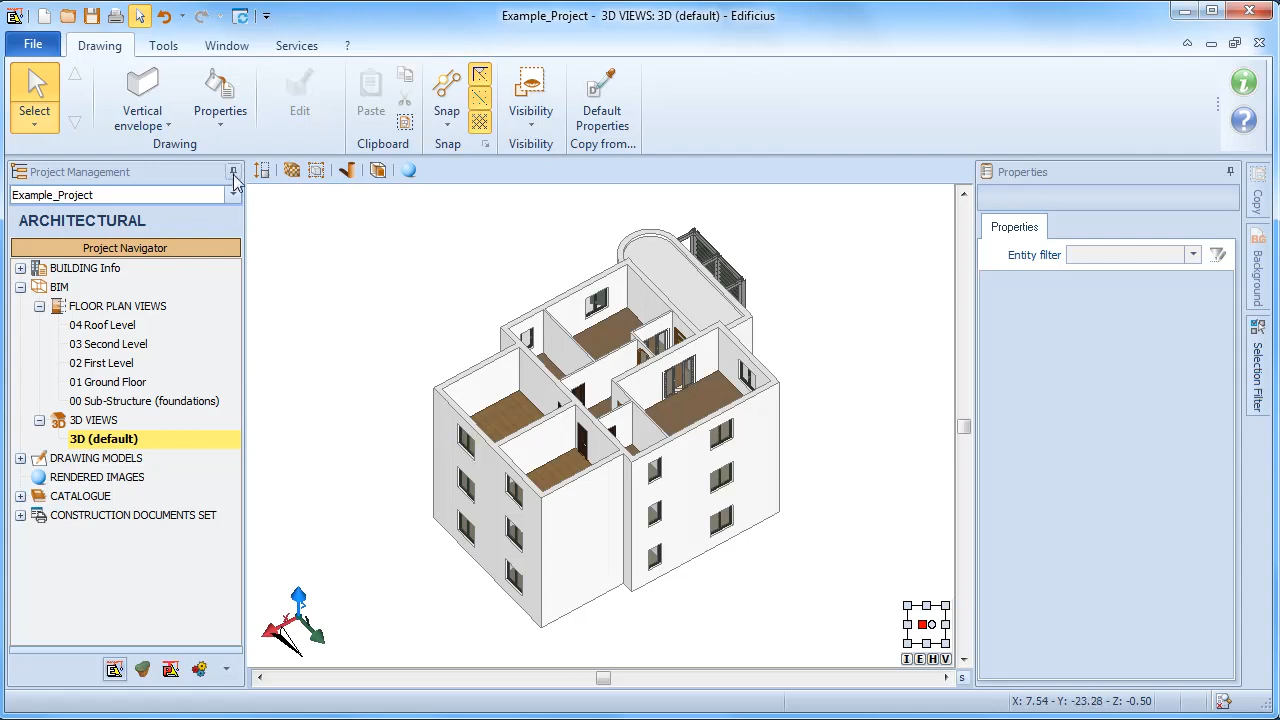 Example_Project - 3D VIEWS: 3D (default) - Edificius
File Drawing Tools Window Services ?
Select
Vertical envelope
Properties
Edit
Drawing
Paste
Clipboard
Snap
Snap
Visibility
Visibility
Default Properties
Copy from...
Project Management
Example_Project
ARCHITECTURAL
Project Navigator
BUILDING Info
BIM
FLOOR PLAN VIEWS
04 Roof Level
03 Second Level
02 First Level
01 Ground Floor
00 Sub-Structure (foundations)
3D VIEWS
3D (default)
DRAWING MODELS
RENDERED IMAGES
CATALOGUE
CONSTRUCTION DOCUMENTS SET
I E H V
S
Properties
Properties
Entity filter
Copy
Background
Selection Filter
X: 7.54 - Y: -23.28 - Z: -0.50